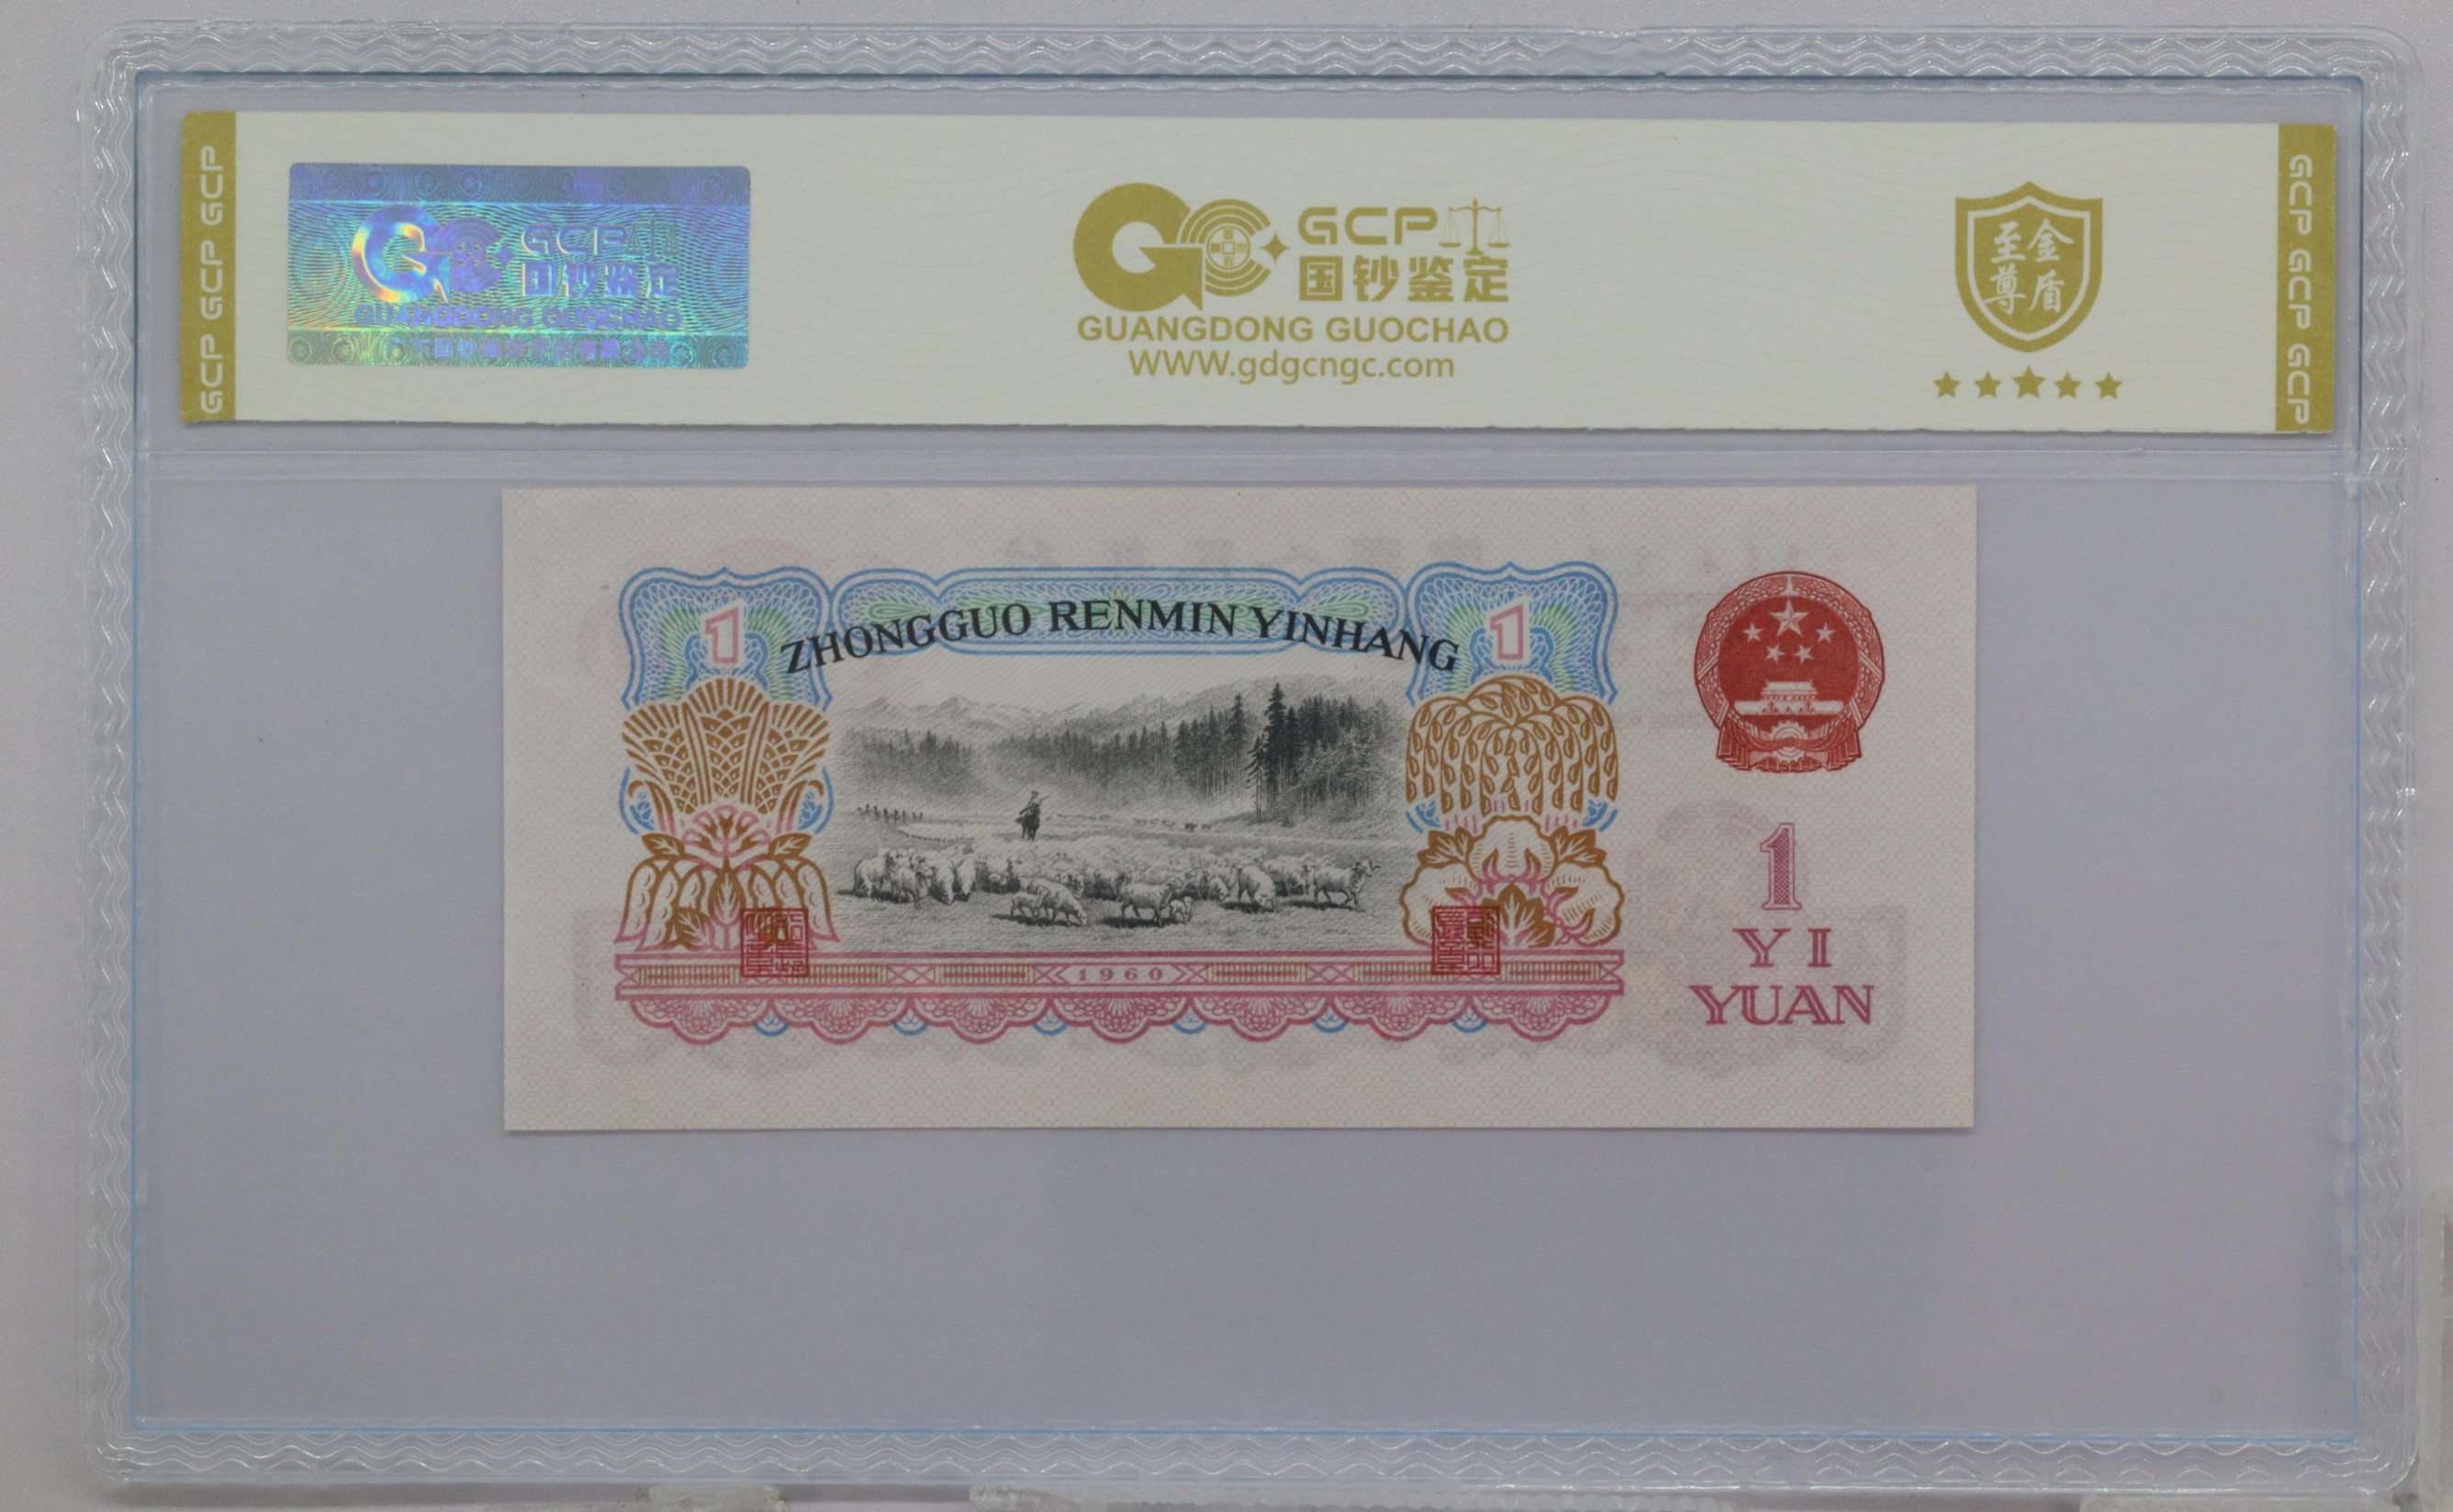 GCP GCP GCP
GCP
国钞鉴定
GUANGDONG GUOCHAO
GCP
国钞鉴定
GUANGDONG GUOCHAO
WWW.gdgcngc.com
至尊
金盾
GCP GCP GCP
1
ZHONGGUO RENMIN YINHANG
1
1960
1
YI
YUAN